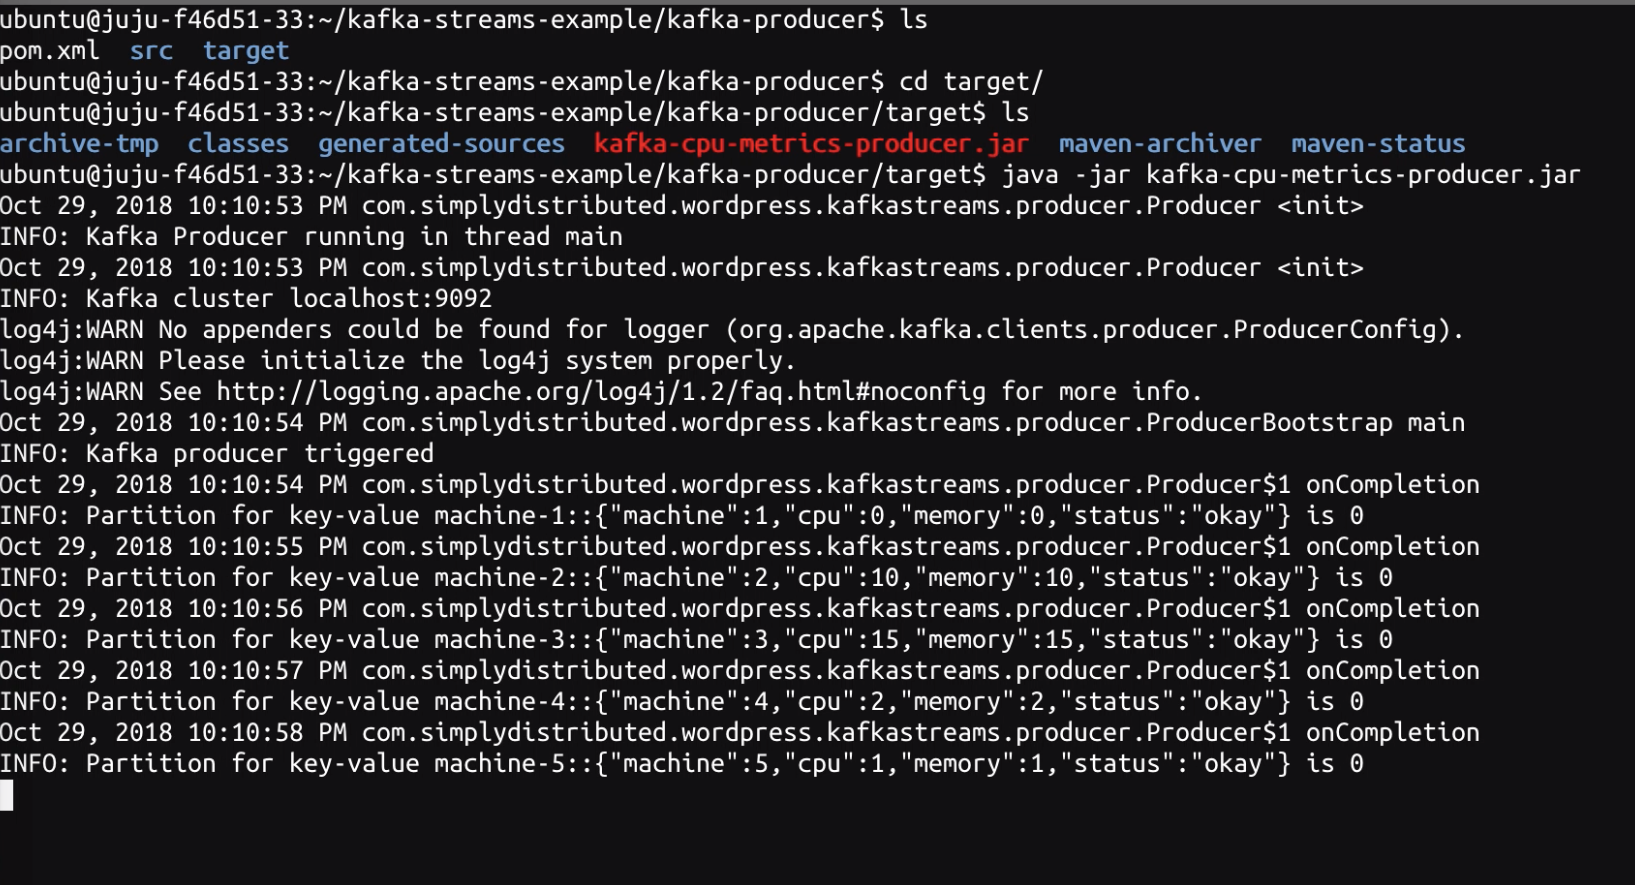 ubuntu@juju-f46d51-33:~/kafka-streams-example/kafka-producer$ ls
pom.xml  src  target
ubuntu@juju-f46d51-33:~/kafka-streams-example/kafka-producer$ cd target/
ubuntu@juju-f46d51-33:~/kafka-streams-example/kafka-producer/target$ ls
archive-tmp  classes  generated-sources  kafka-cpu-metrics-producer.jar  maven-archiver  maven-status
ubuntu@juju-f46d51-33:~/kafka-streams-example/kafka-producer/target$ java -jar kafka-cpu-metrics-producer.jar
Oct 29, 2018 10:10:53 PM com.simplydistributed.wordpress.kafkastreams.producer.Producer <init>
INFO: Kafka Producer running in thread main
Oct 29, 2018 10:10:53 PM com.simplydistributed.wordpress.kafkastreams.producer.Producer <init>
INFO: Kafka cluster localhost:9092
log4j:WARN No appenders could be found for logger (org.apache.kafka.clients.producer.ProducerConfig).
log4j:WARN Please initialize the log4j system properly.
log4j:WARN See http://logging.apache.org/log4j/1.2/faq.html#noconfig for more info.
Oct 29, 2018 10:10:54 PM com.simplydistributed.wordpress.kafkastreams.producer.ProducerBootstrap main
INFO: Kafka producer triggered
Oct 29, 2018 10:10:54 PM com.simplydistributed.wordpress.kafkastreams.producer.Producer$1 onCompletion
INFO: Partition for key-value machine-1::{"machine":1,"cpu":0,"memory":0,"status":"okay"} is 0
Oct 29, 2018 10:10:55 PM com.simplydistributed.wordpress.kafkastreams.producer.Producer$1 onCompletion
INFO: Partition for key-value machine-2::{"machine":2,"cpu":10,"memory":10,"status":"okay"} is 0
Oct 29, 2018 10:10:56 PM com.simplydistributed.wordpress.kafkastreams.producer.Producer$1 onCompletion
INFO: Partition for key-value machine-3::{"machine":3,"cpu":15,"memory":15,"status":"okay"} is 0
Oct 29, 2018 10:10:57 PM com.simplydistributed.wordpress.kafkastreams.producer.Producer$1 onCompletion
INFO: Partition for key-value machine-4::{"machine":4,"cpu":2,"memory":2,"status":"okay"} is 0
Oct 29, 2018 10:10:58 PM com.simplydistributed.wordpress.kafkastreams.producer.Producer$1 onCompletion
INFO: Partition for key-value machine-5::{"machine":5,"cpu":1,"memory":1,"status":"okay"} is 0